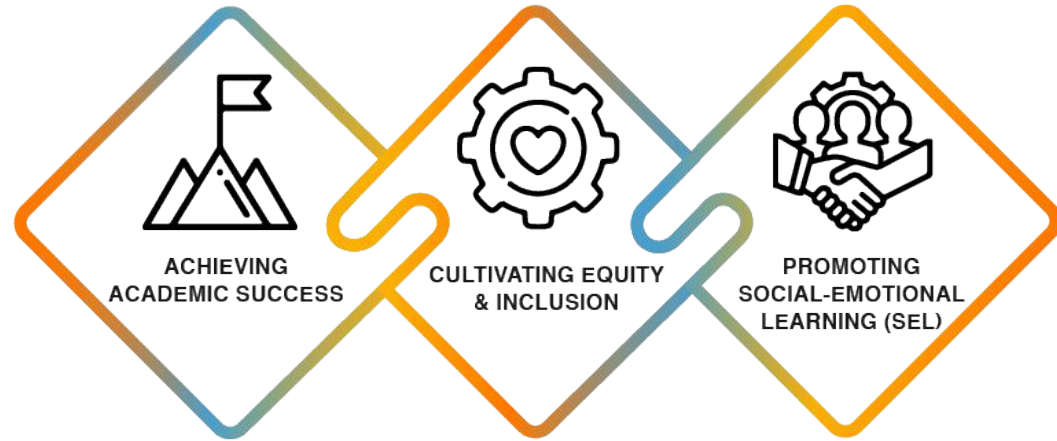 ACHIEVING
ACADEMIC SUCCESS
CULTIVATING EQUITY
& INCLUSION
PROMOTING
SOCIAL-EMOTIONAL
LEARNING (SEL)